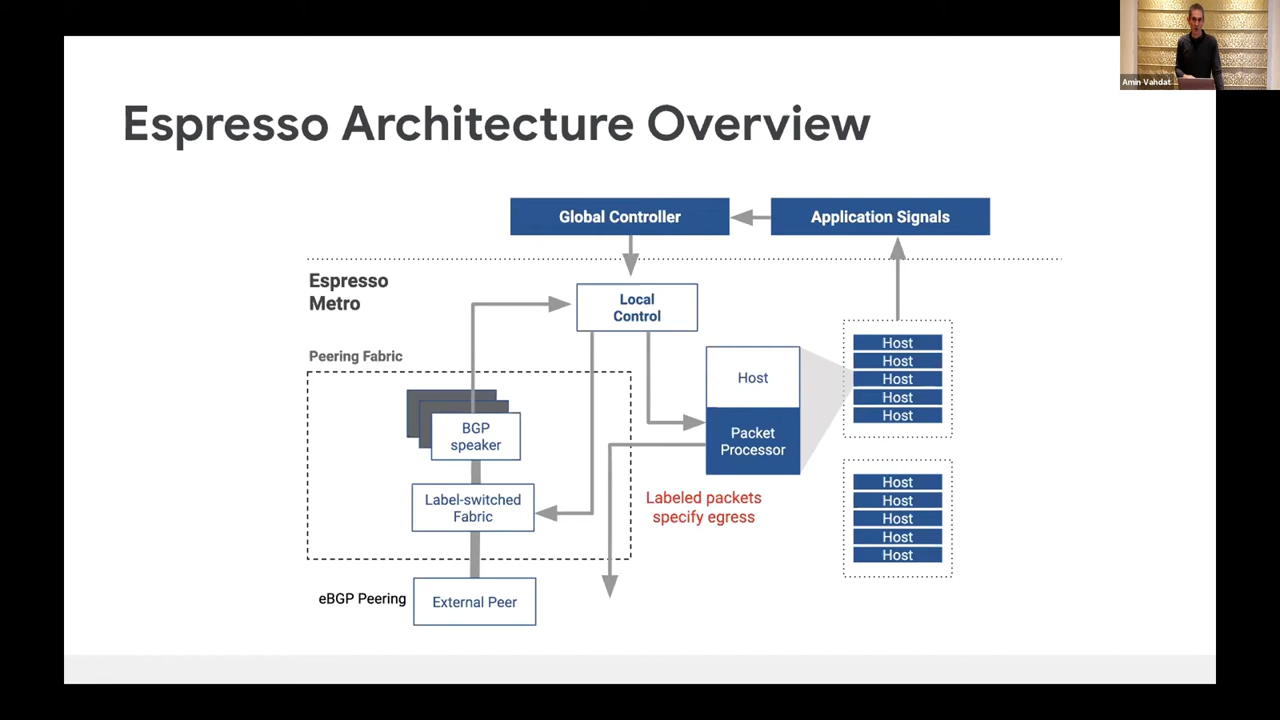 Amin Vahdat
Espresso Architecture Overview
Global Controller
Application Signals
Espresso
Metro
Local
Control
Peering Fabric
Host
Packet
Processor
BGP
speaker
Label-switched
Fabric
Labeled packets
specify egress
eBGP Peering
External Peer
Host
Host
Host
Host
Host
Host
Host
Host
Host
Host